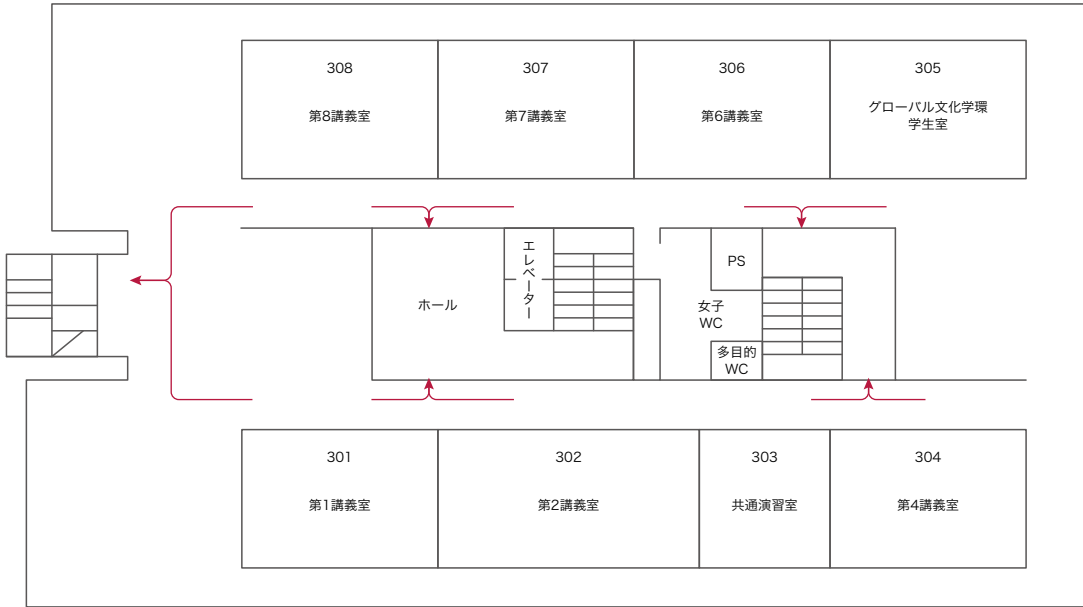 308
第8講義室
307
第7講義室
306
第6講義室
305
グローバル文化学環
学生室
エレベーター
ホール
PS
女子
WC
多目的
WC
301
第1講義室
302
第2講義室
303
共通演習室
304
第4講義室